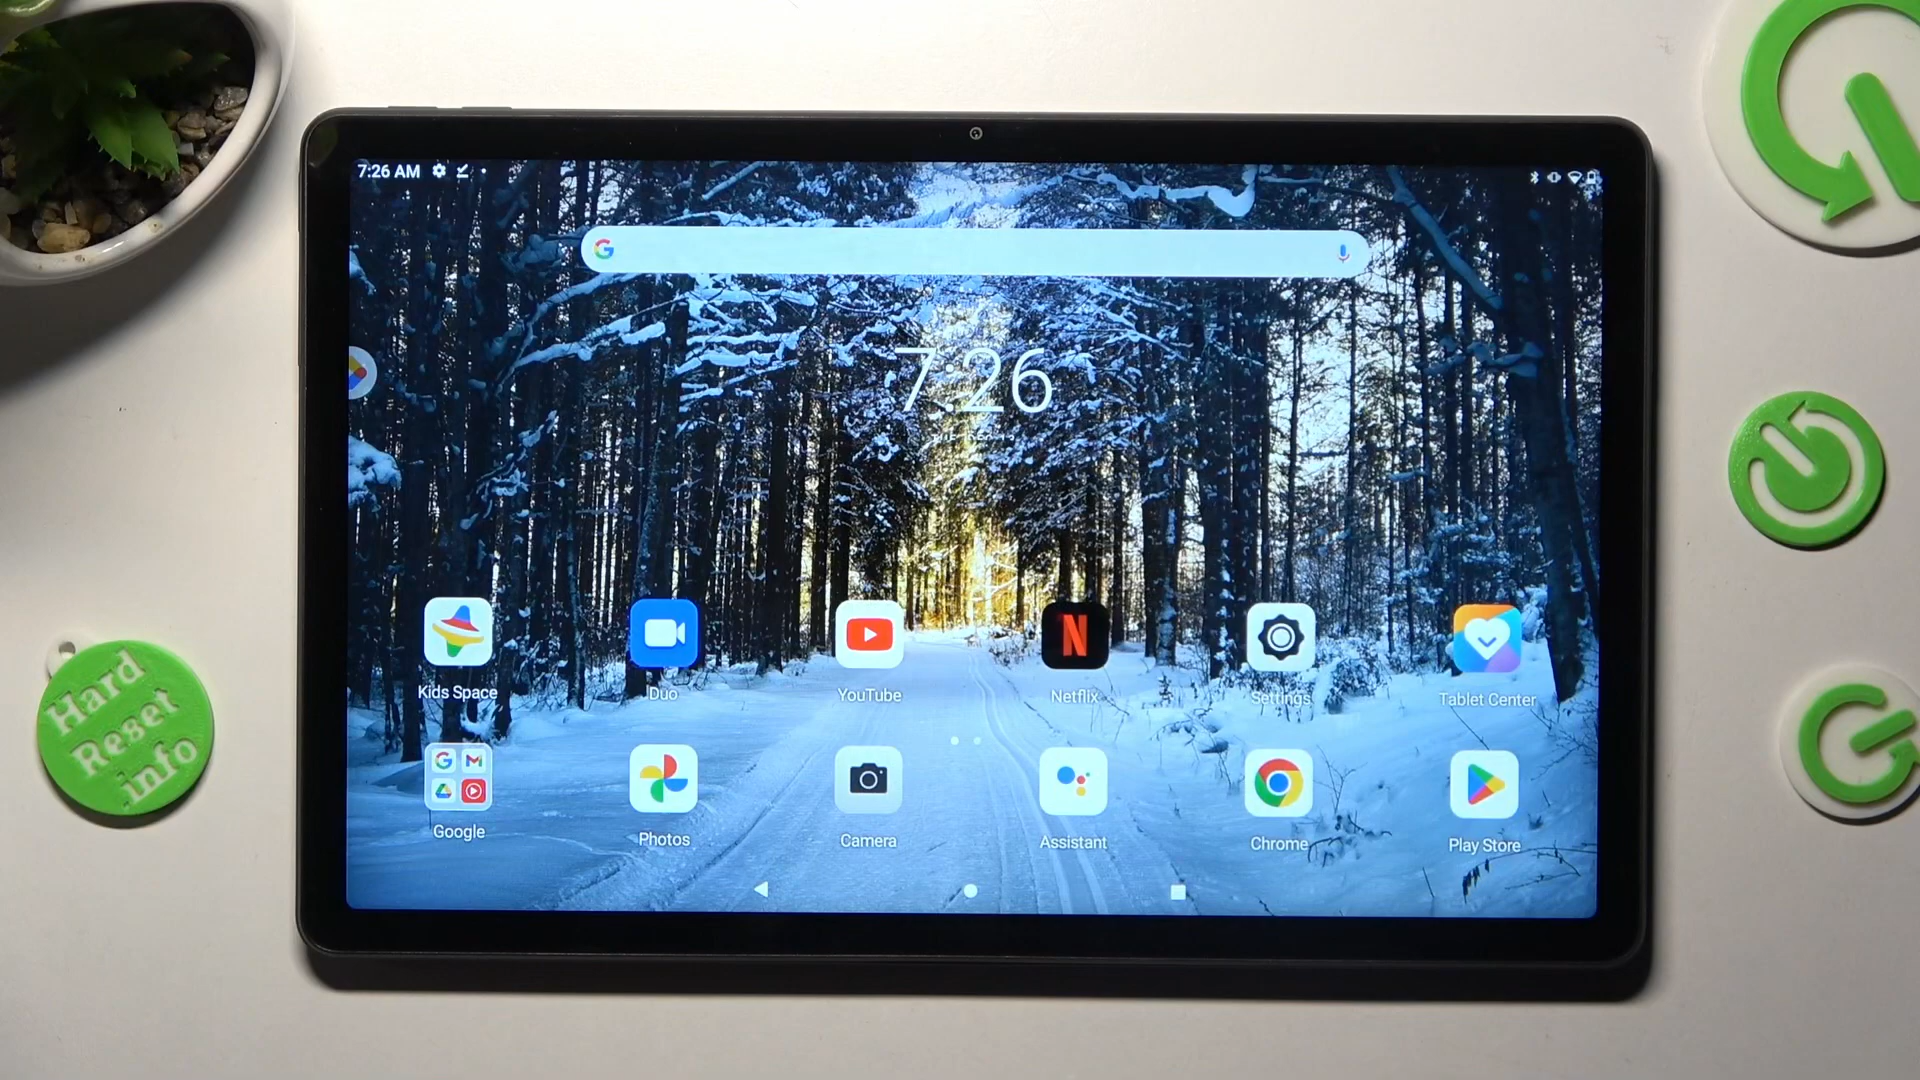 7:26 AM
7:26
Kids Space
Duo
YouTube
N
Netflix
Settings
Tablet Center
Google
Photos
Camera
Assistant
Chrome
Play Store
Hard
Reset
.info